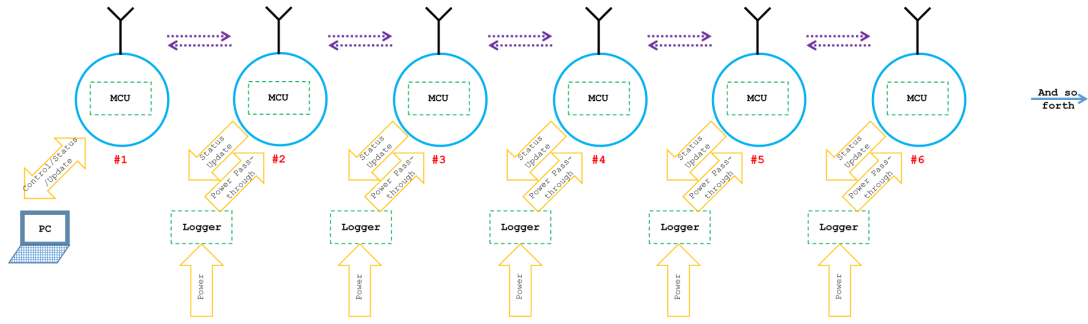 MCU
MCU
MCU
MCU
MCU
MCU
And so
forth
Control/Status
/Update
#1
Status
Update
Power Pass-
through
#2
Status
Update
Power Pass-
through
#3
Status
Update
Power Pass-
through
#4
Status
Update
Power Pass-
through
#5
Status
Update
Power Pass-
through
#6
PC
Logger
Logger
Logger
Logger
Logger
Power
Power
Power
Power
Power